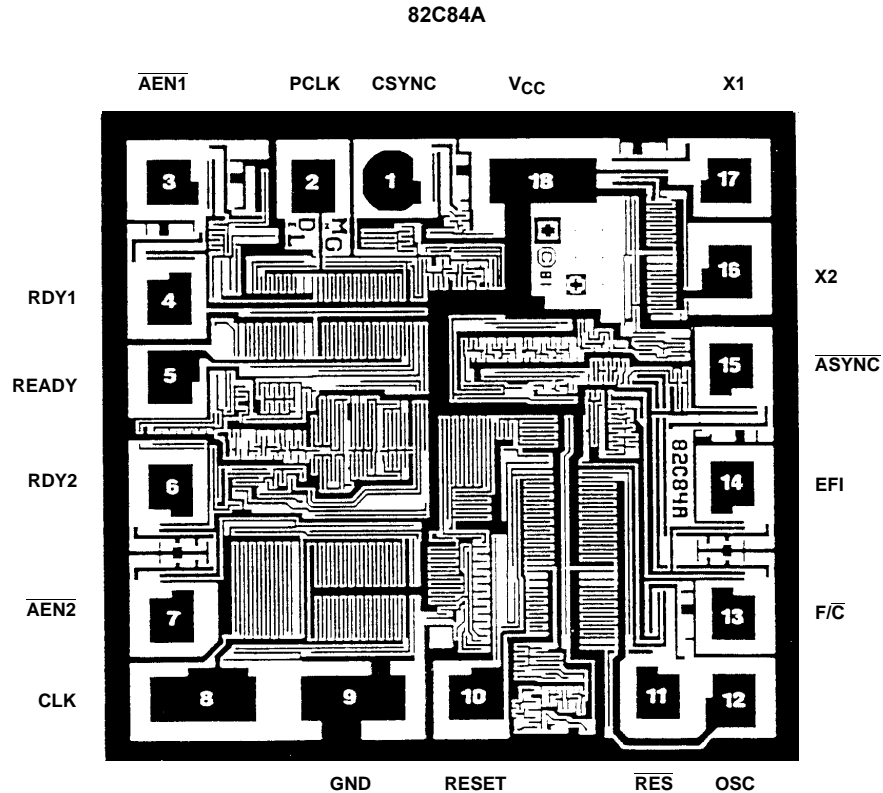 82C84A
AEN1 PCLK CSYNC VCC X1
3 2 1 18 17
16
X2
RDY1 4
15 ASYNC
READY 5
RDY2 6
14 EFI
82C84A
AEN2 7
13 F/C
CLK 8 9 10 11 12
GND RESET RES OSC